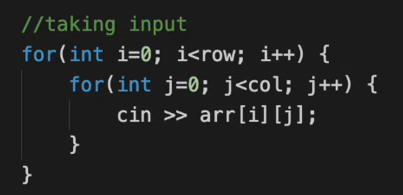 //taking input
for(int i=0; i<row; i++) {
    for(int j=0; j<col; j++) {
        cin >> arr[i][j];
    }
}